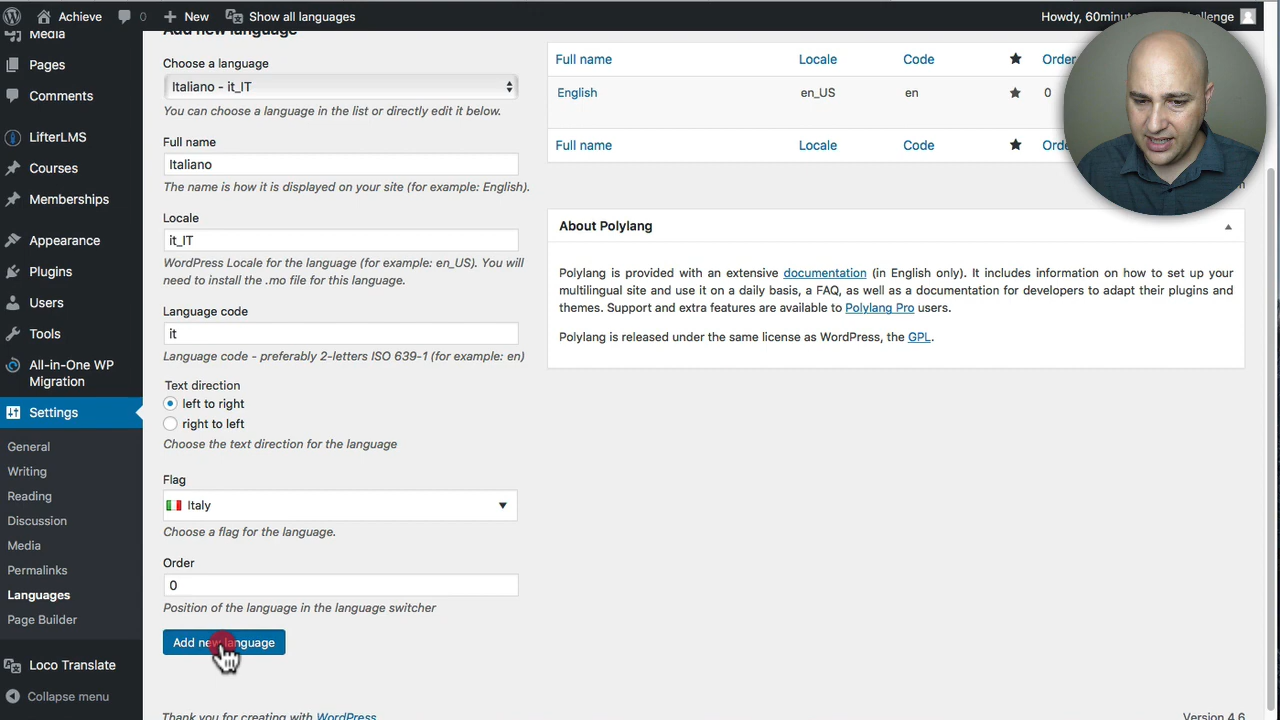 Achieve
0
New
Show all languages
Howdy, 60minut
llenge
Media
Pages
Comments
LifterLMS
Courses
Memberships
Appearance
Plugins
Users
Tools
All-in-One WP
Migration
Settings
General
Writing
Reading
Discussion
Media
Permalinks
Languages
Page Builder
Loco Translate
Collapse menu
Add new language
Choose a language
Italiano - it_IT
You can choose a language in the list or directly edit it below.
Full name
Italiano
The name is how it is displayed on your site (for example: English).
Locale
it_IT
WordPress Locale for the language (for example: en_US). You will
need to install the .mo file for this language.
Language code
it
Language code - preferably 2-letters ISO 639-1 (for example: en)
Text direction
left to right
right to left
Choose the text direction for the language
Flag
Italy
Choose a flag for the language.
Order
0
Position of the language in the language switcher
Add new language
Thank you for creating with WordPress
Full name Locale Code Order
English en_US en 0
Full name Locale Code Orde
About Polylang
Polylang is provided with an extensive documentation (in English only). It includes information on how to set up your
multilingual site and use it on a daily basis, a FAQ, as well as a documentation for developers to adapt their plugins and
themes. Support and extra features are available to Polylang Pro users.
Polylang is released under the same license as WordPress, the GPL.
Version 4.6